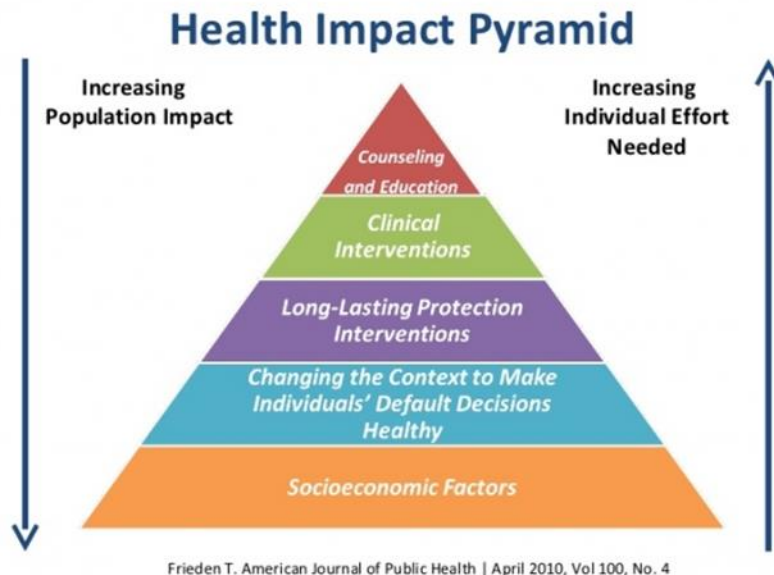 Health Impact Pyramid
Increasing
Population Impact
Increasing
Individual Effort
Needed
Counseling
and Education
Clinical
Interventions
Long-Lasting Protection
Interventions
Changing the Context to Make
Individuals’ Default Decisions
Healthy
Socioeconomic Factors
Frieden T. American Journal of Public Health | April 2010, Vol 100, No. 4